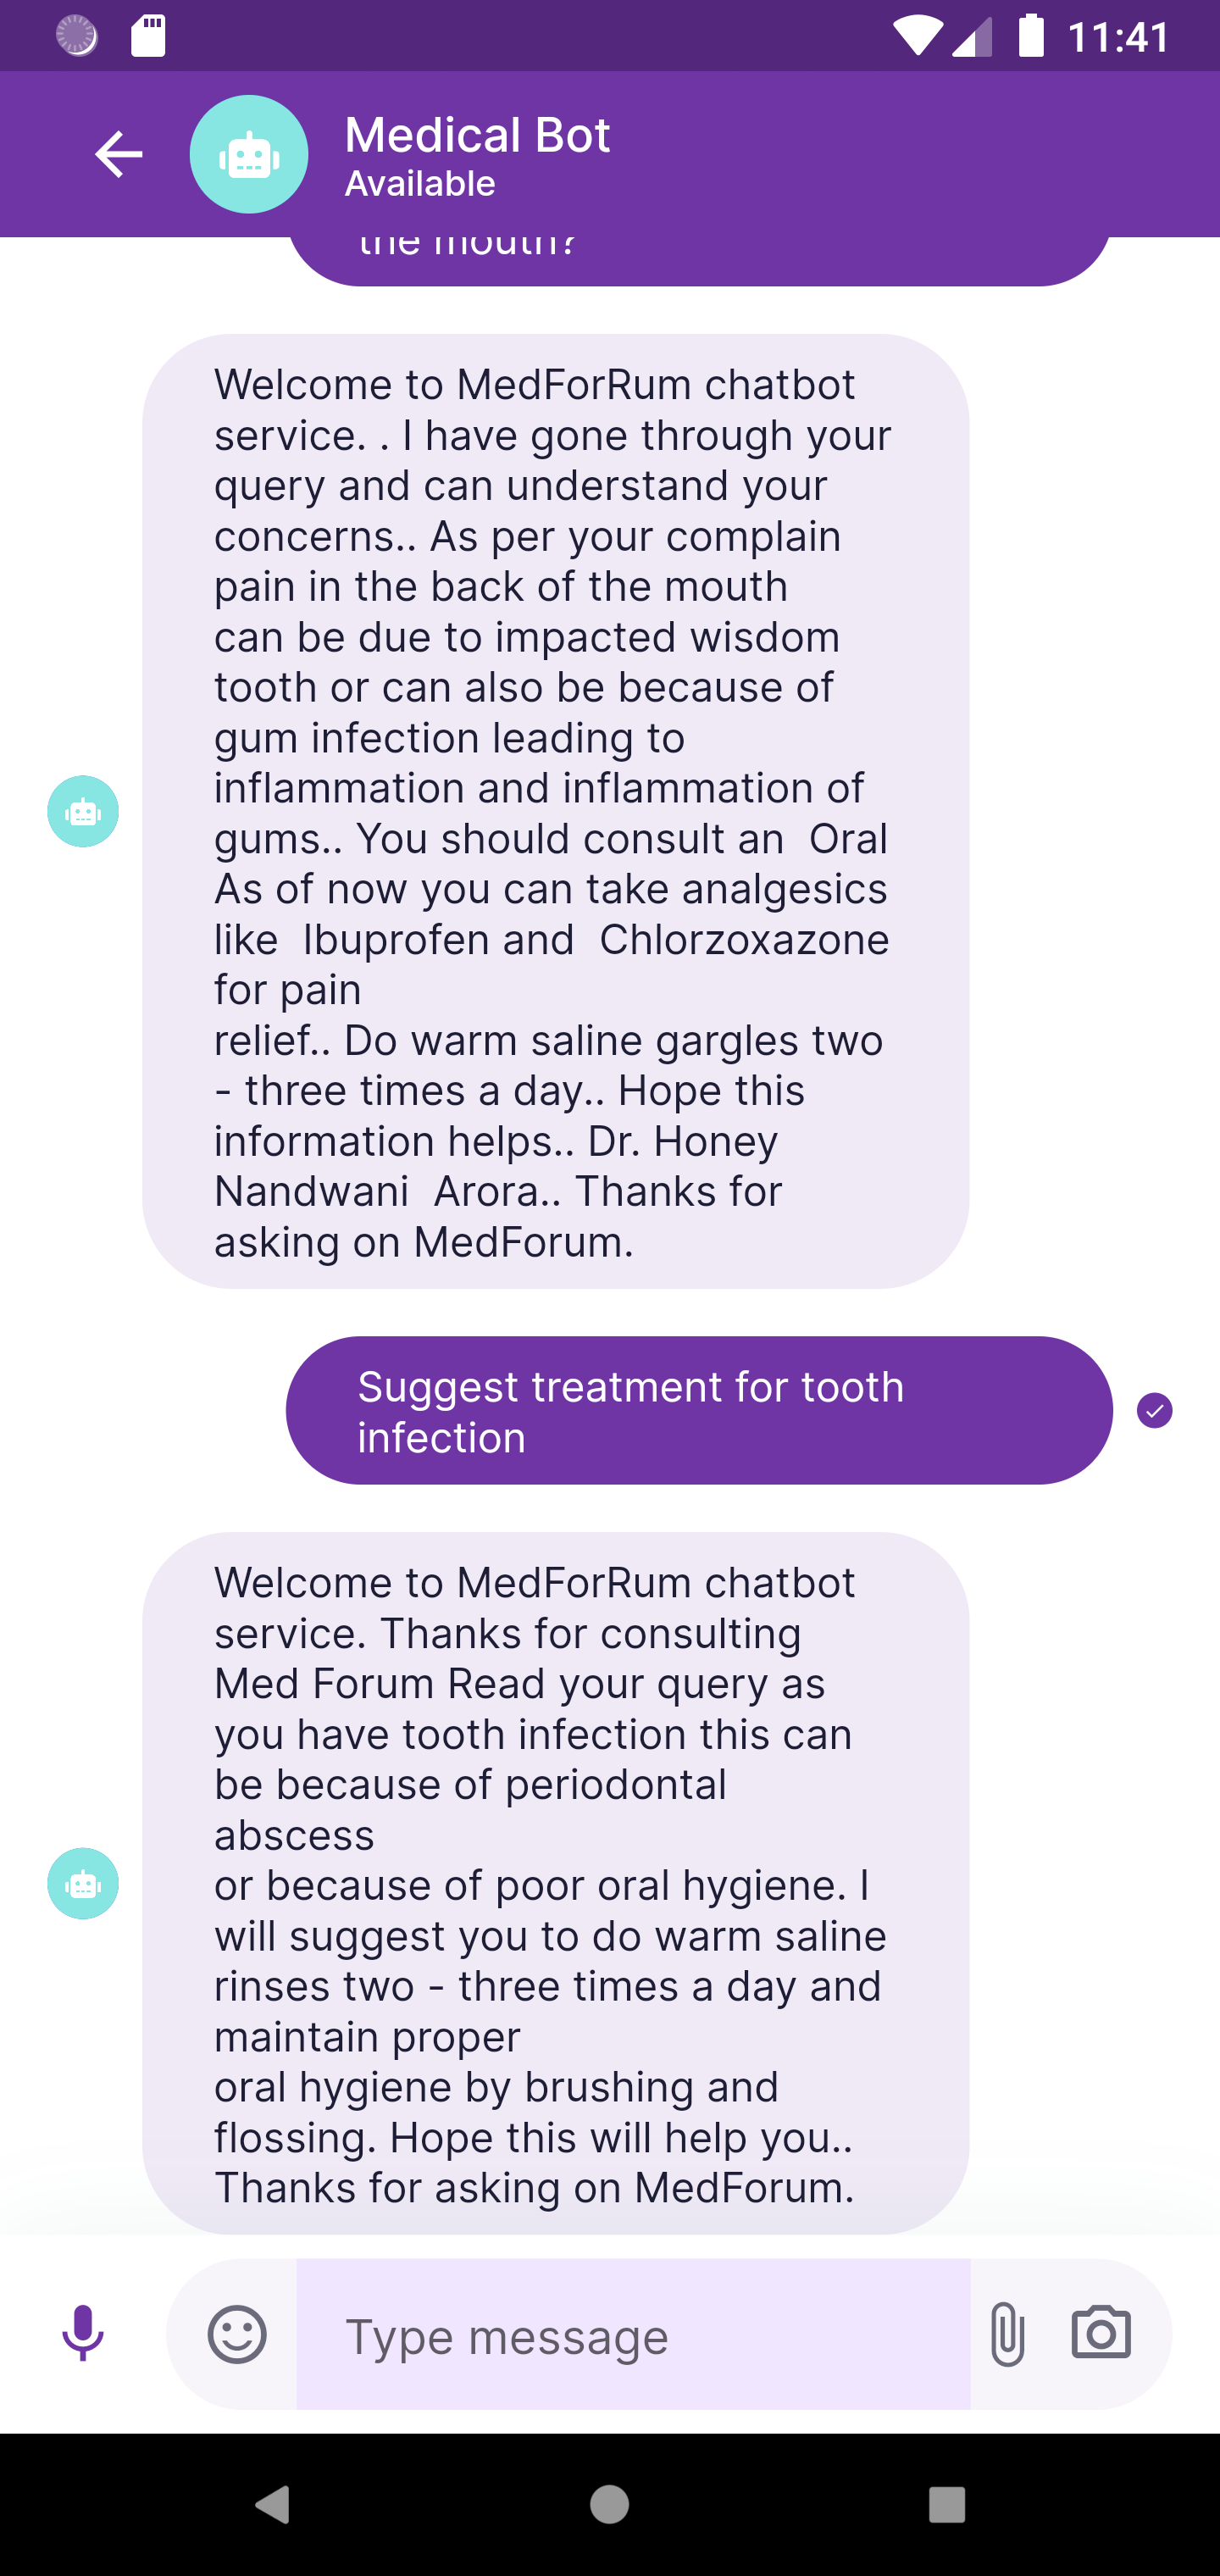 11:41
Medical Bot
Available
the mouth?
Welcome to MedForRum chatbot
service. . I have gone through your
query and can understand your
concerns.. As per your complain
pain in the back of the mouth
can be due to impacted wisdom
tooth or can also be because of
gum infection leading to
inflammation and inflammation of
gums.. You should consult an  Oral
As of now you can take analgesics
like  Ibuprofen and  Chlorzoxazone
for pain
relief.. Do warm saline gargles two
- three times a day.. Hope this
information helps.. Dr. Honey
Nandwani  Arora.. Thanks for
asking on MedForum.
Suggest treatment for tooth
infection
Welcome to MedForRum chatbot
service. Thanks for consulting
Med Forum Read your query as
you have tooth infection this can
be because of periodontal
abscess
or because of poor oral hygiene. I
will suggest you to do warm saline
rinses two - three times a day and
maintain proper
oral hygiene by brushing and
flossing. Hope this will help you..
Thanks for asking on MedForum.
Type message